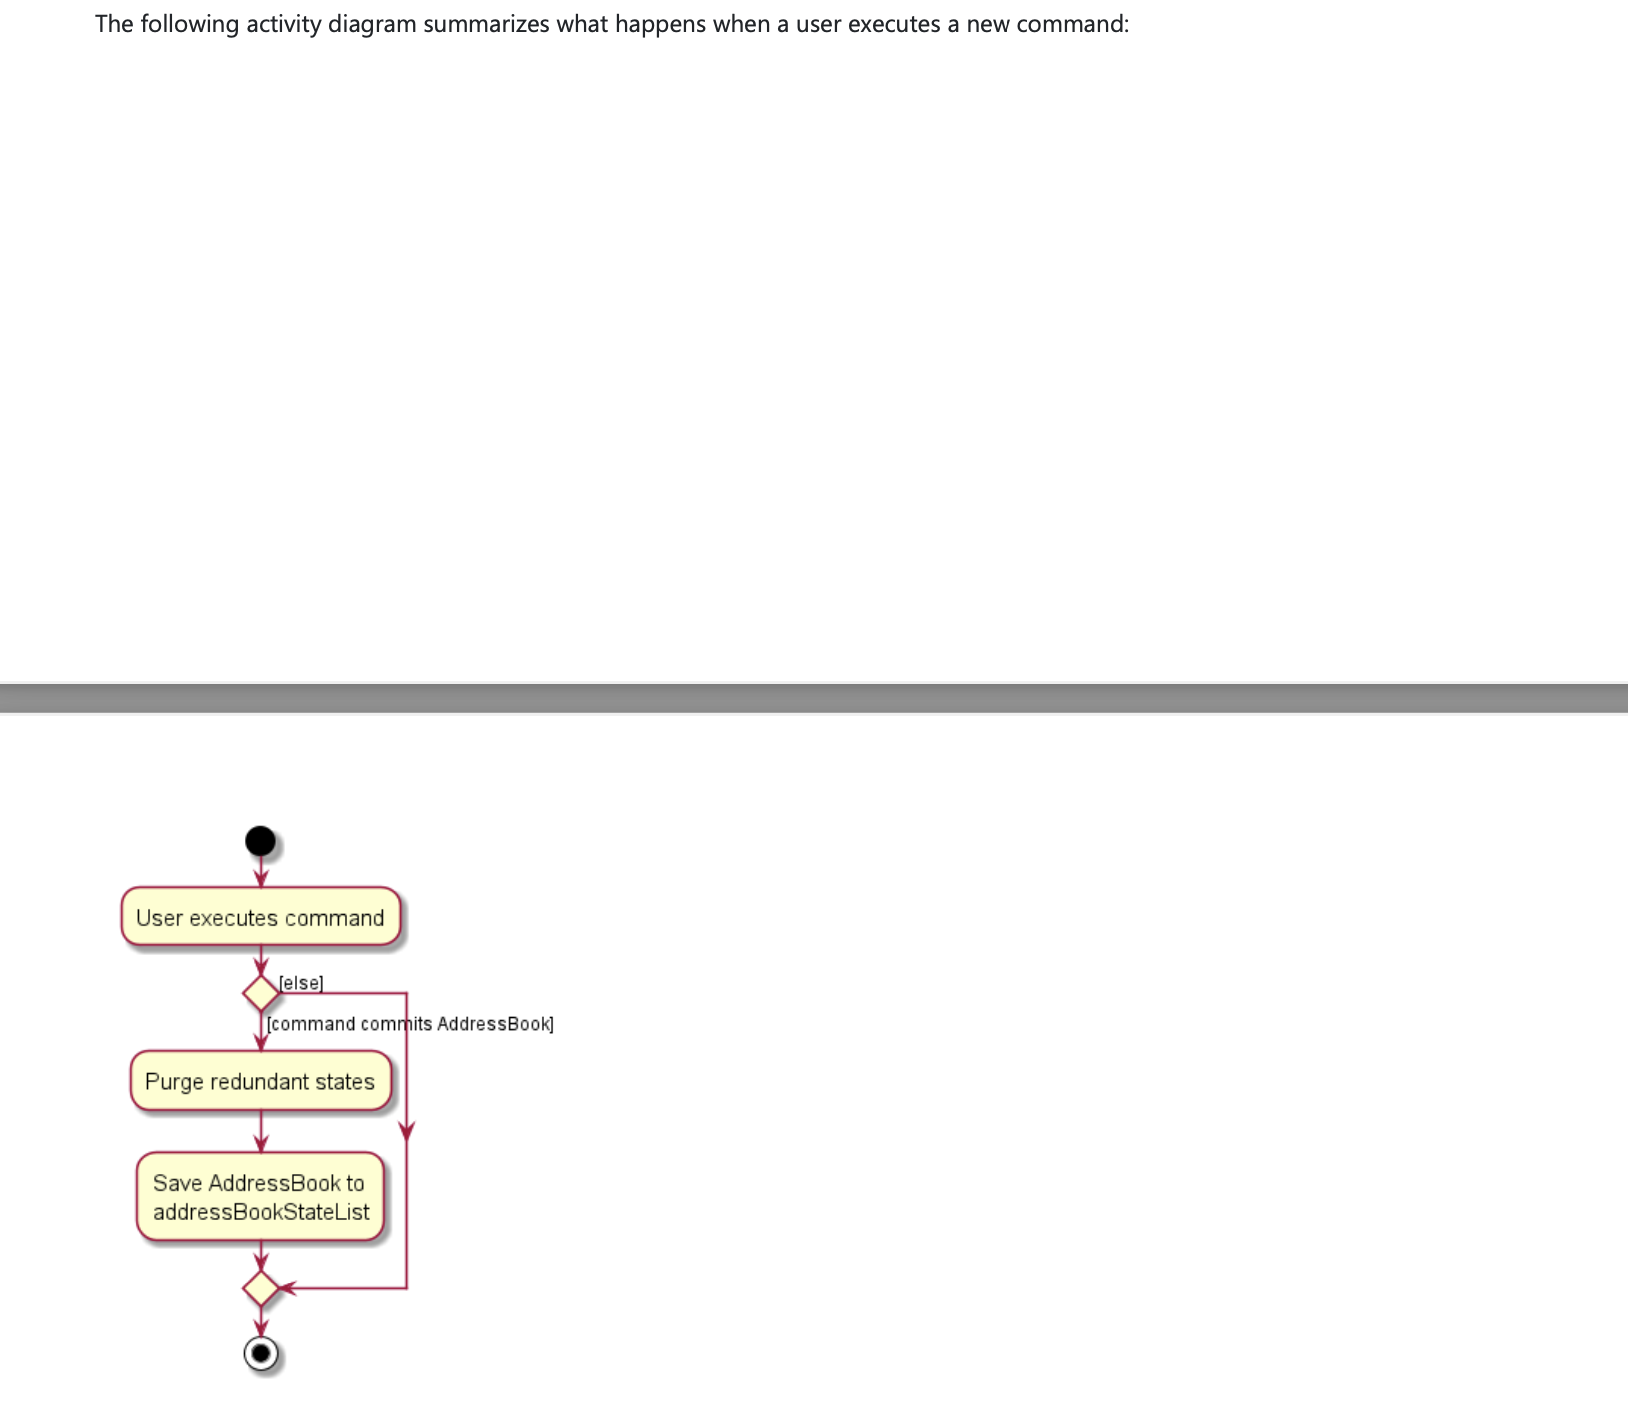 The following activity diagram summarizes what happens when a user executes a new command:
User executes command
[else]
[command commits AddressBook]
Purge redundant states
Save AddressBook to
addressBookStateList